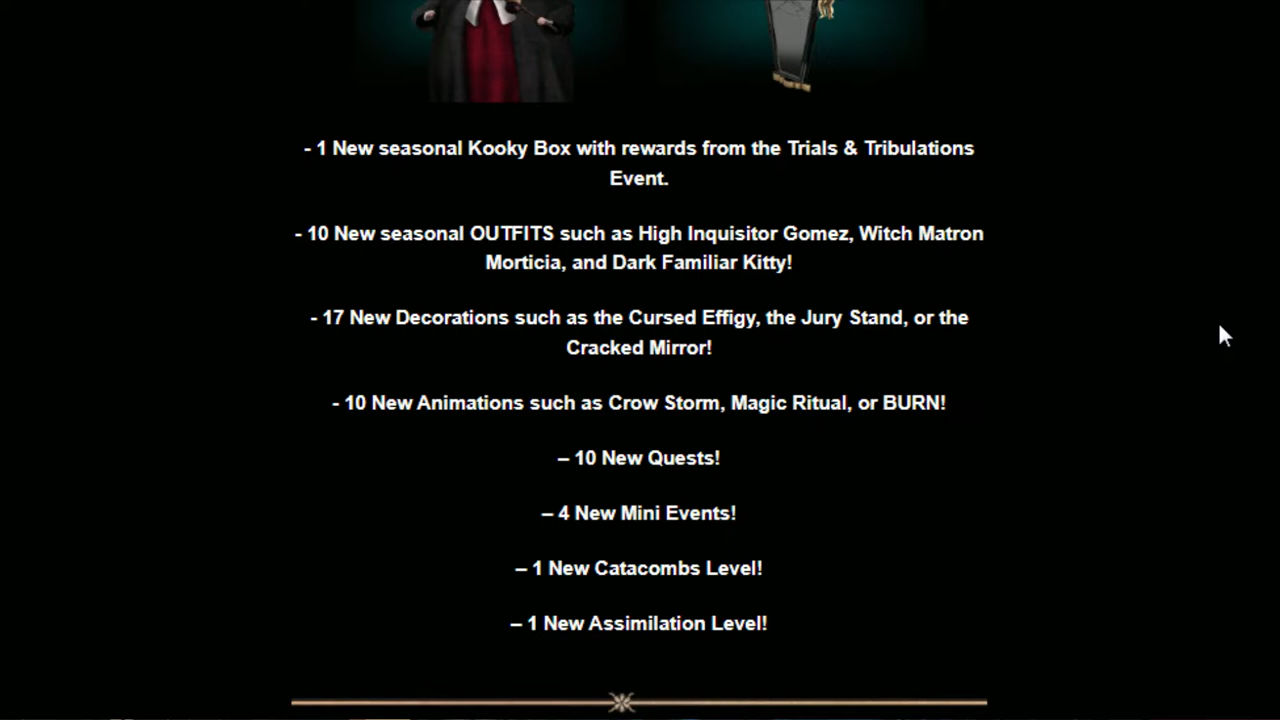 - 1 New seasonal Kooky Box with rewards from the Trials & Tribulations
Event.
- 10 New seasonal OUTFITS such as High Inquisitor Gomez, Witch Matron
Morticia, and Dark Familiar Kitty!
- 17 New Decorations such as the Cursed Effigy, the Jury Stand, or the
Cracked Mirror!
- 10 New Animations such as Crow Storm, Magic Ritual, or BURN!
– 10 New Quests!
– 4 New Mini Events!
– 1 New Catacombs Level!
– 1 New Assimilation Level!